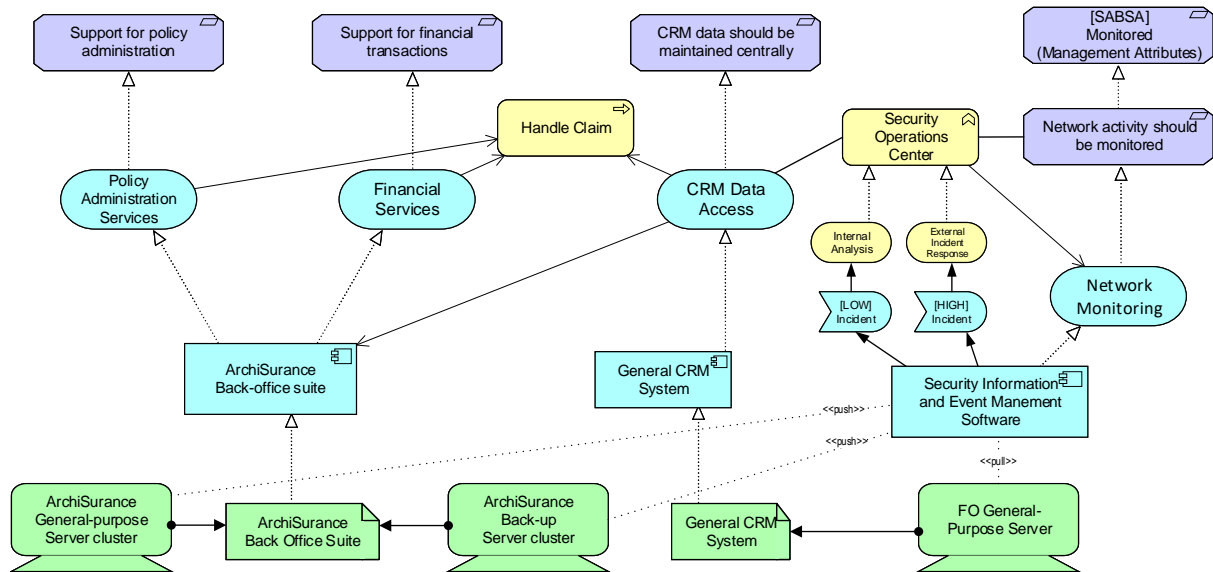 Support for policy
administration
Support for financial
transactions
CRM data should be
maintained centrally
[SABSA]
Monitored
(Management Attributes)
Handle Claim
Security
Operations
Center
Network activity should
be monitored
Policy
Administration
Services
Financial
Services
CRM Data
Access
Internal
Analysis
External
Incident
Response
Network
Monitoring
[LOW]
Incident
[HIGH]
Incident
ArchiSurance
Back-office suite
General CRM
System
Security Information
and Event Manement
Software
<<push>>
<<push>>
<<pull>>
ArchiSurance
General-purpose
Server cluster
ArchiSurance
Back Office Suite
ArchiSurance
Back-up
Server cluster
General CRM
System
FO General-
Purpose Server